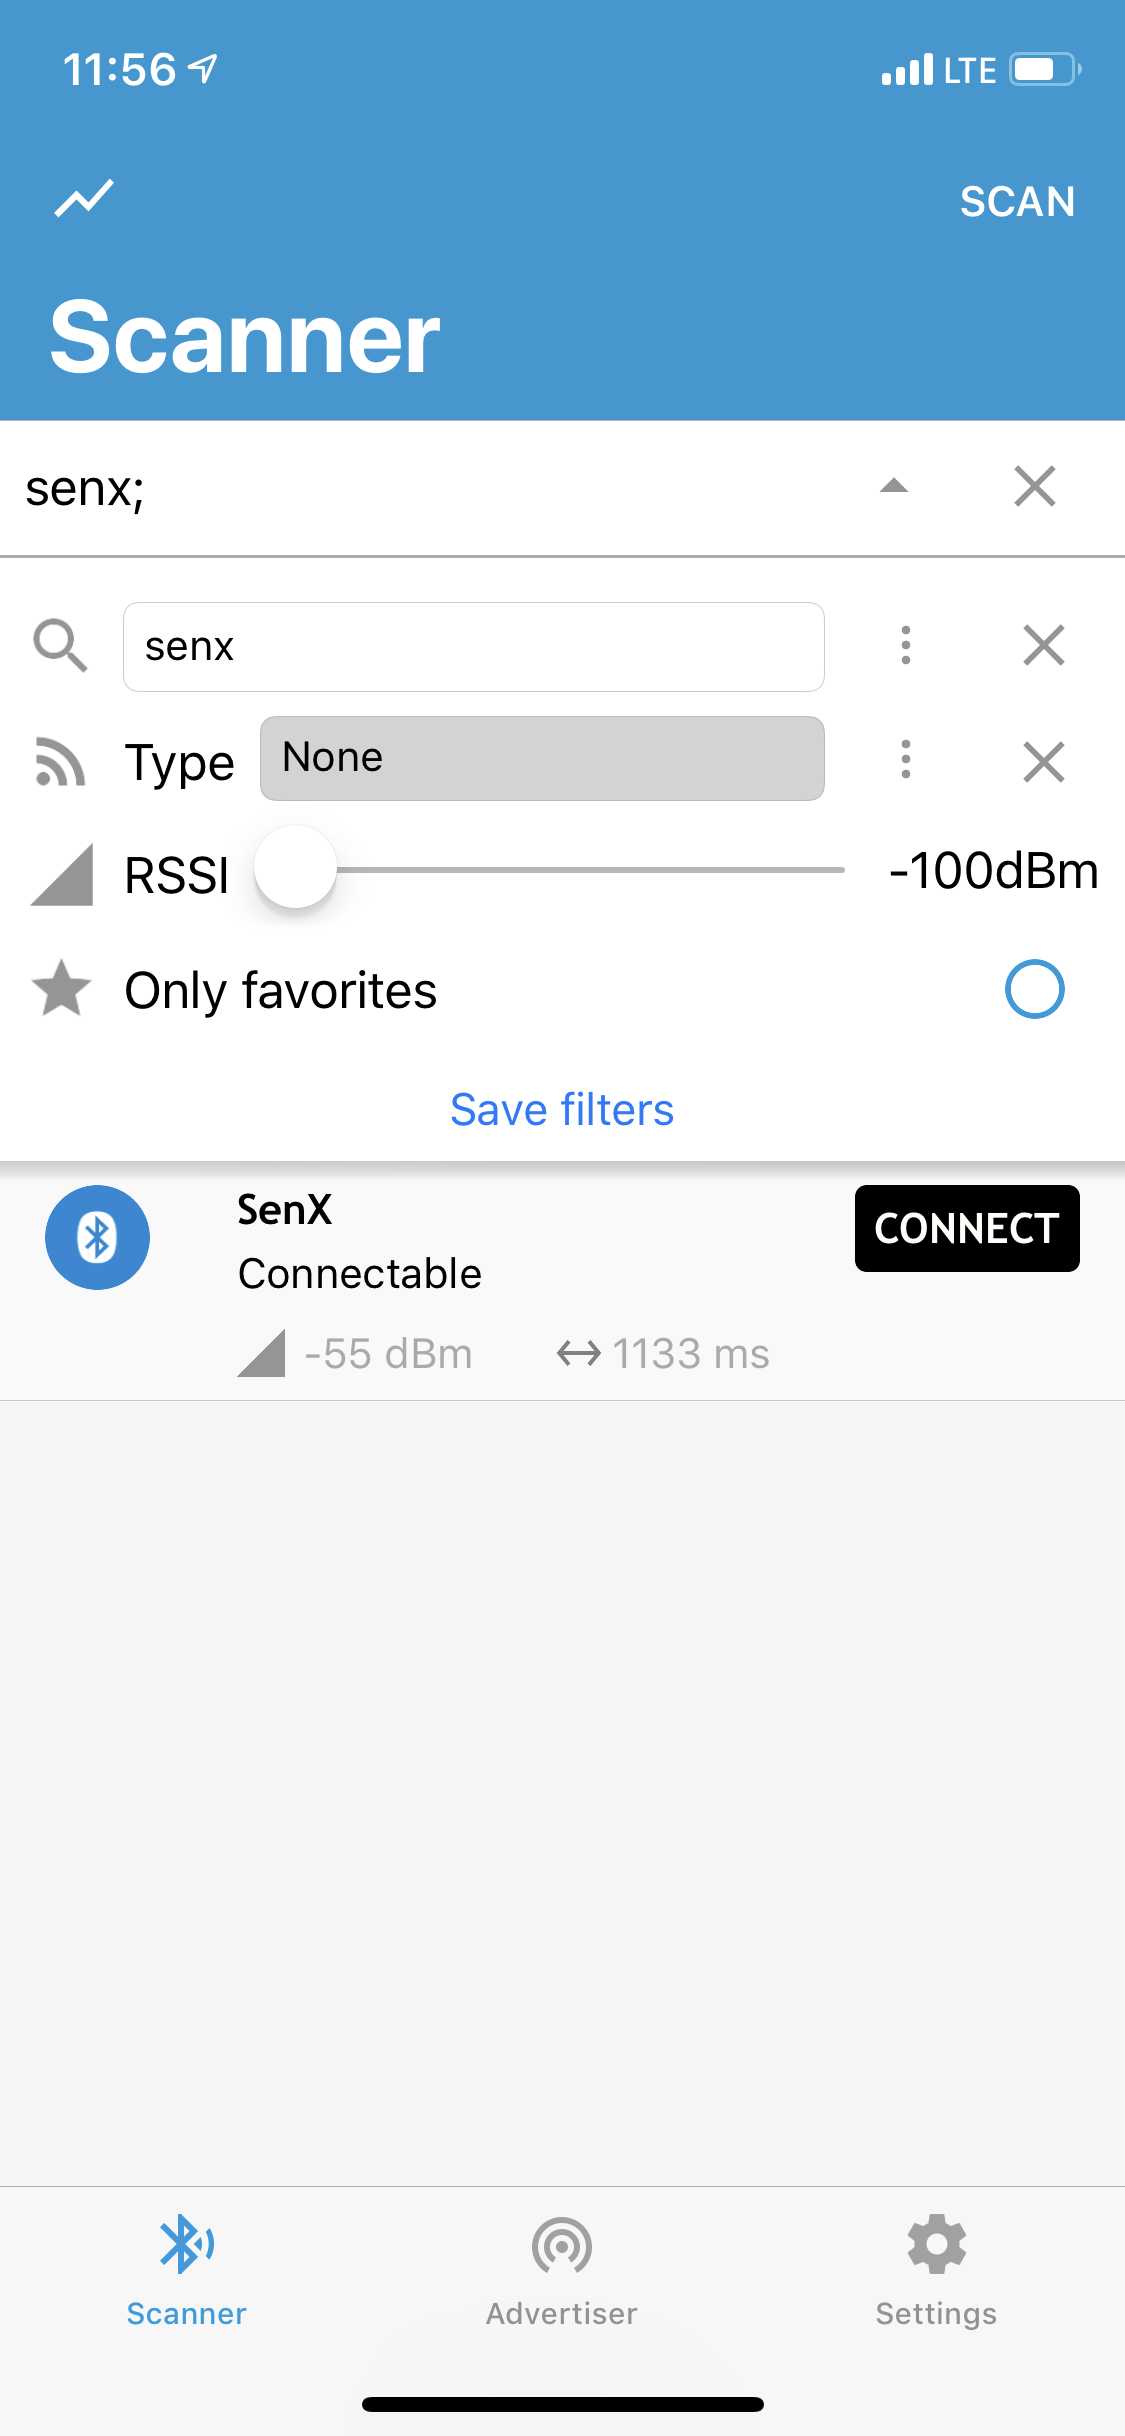 11:56 LTE
SCAN
Scanner
senx;
senx
Type None
RSSI -100dBm
Only favorites
Save filters
SenX CONNECT
Connectable
-55 dBm 1133 ms
Scanner Advertiser Settings